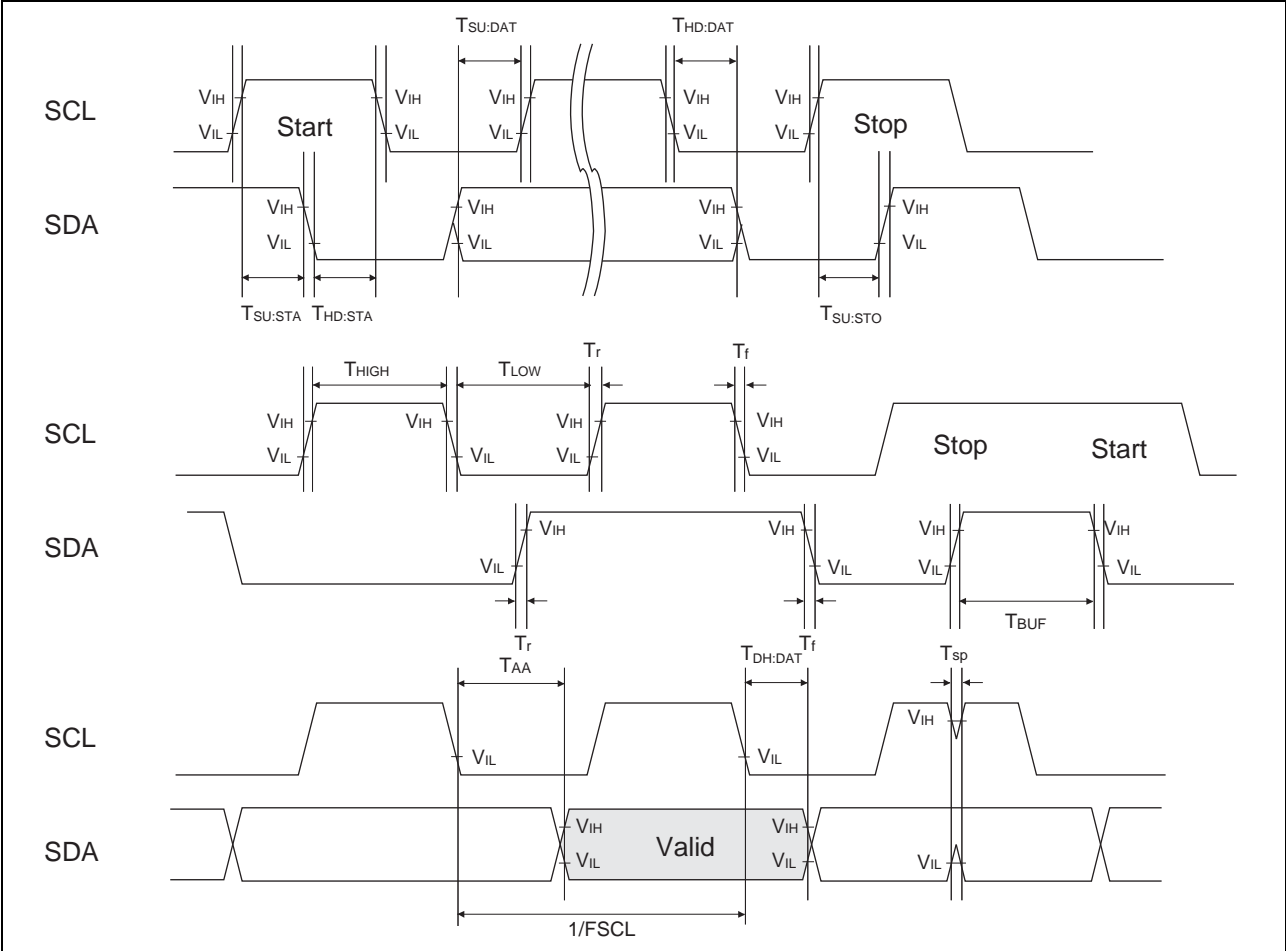 TSU:DAT THD:DAT
SCL VIH VIH VIH VIH VIH
VIL Start VIL VIL VIL VIL Stop
SDA VIH VIH VIH VIH
VIL VIL VIL VIL
TSU:STA THD:STA TSU:STO
THIGH TLOW Tr Tf
SCL VIH VIH VIH VIH
VIL VIL VIL VIL Stop Start
SDA VIH VIH VIH VIH
VIL VIL VIL VIL
TBUF
Tr Tf
TAA TDH:DAT Tsp
SCL VIH
VIL VIL
SDA VIH Valid VIH
VIL VIL VIL
1/FSCL